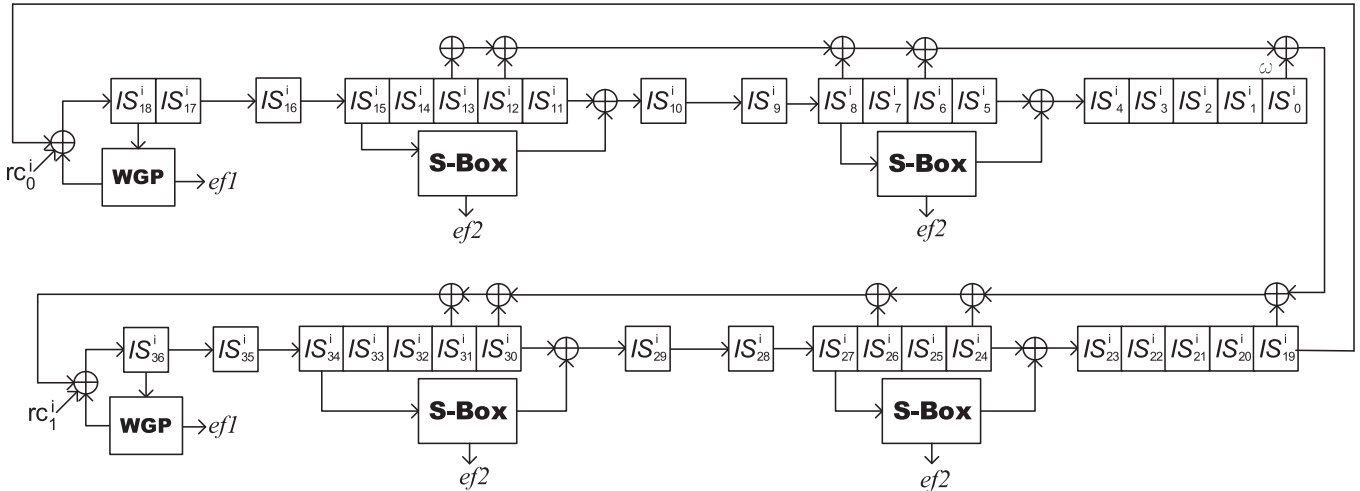 ω
IS^i_18 IS^i_17 IS^i_16 IS^i_15 IS^i_14 IS^i_13 IS^i_12 IS^i_11 IS^i_10 IS^i_9 IS^i_8 IS^i_7 IS^i_6 IS^i_5 IS^i_4 IS^i_3 IS^i_2 IS^i_1 IS^i_0
rc^i_0 WGP ef1 S-Box S-Box
ef2 ef2
IS^i_36 IS^i_35 IS^i_34 IS^i_33 IS^i_32 IS^i_31 IS^i_30 IS^i_29 IS^i_28 IS^i_27 IS^i_26 IS^i_25 IS^i_24 IS^i_23 IS^i_22 IS^i_21 IS^i_20 IS^i_19
rc^i_1 WGP ef1 S-Box S-Box
ef2 ef2